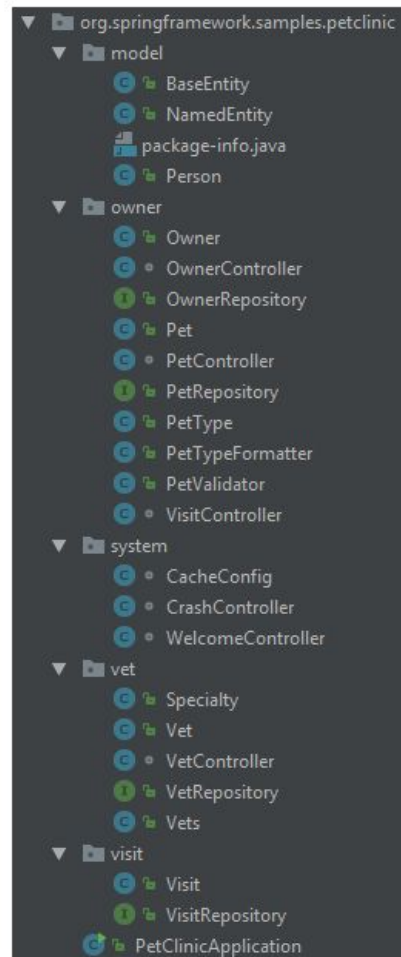 org.springframework.samples.petclinic
model
BaseEntity
NamedEntity
package-info.java
Person
owner
Owner
OwnerController
OwnerRepository
Pet
PetController
PetRepository
PetType
PetTypeFormatter
PetValidator
VisitController
system
CacheConfig
CrashController
WelcomeController
vet
Specialty
Vet
VetController
VetRepository
Vets
visit
Visit
VisitRepository
PetClinicApplication